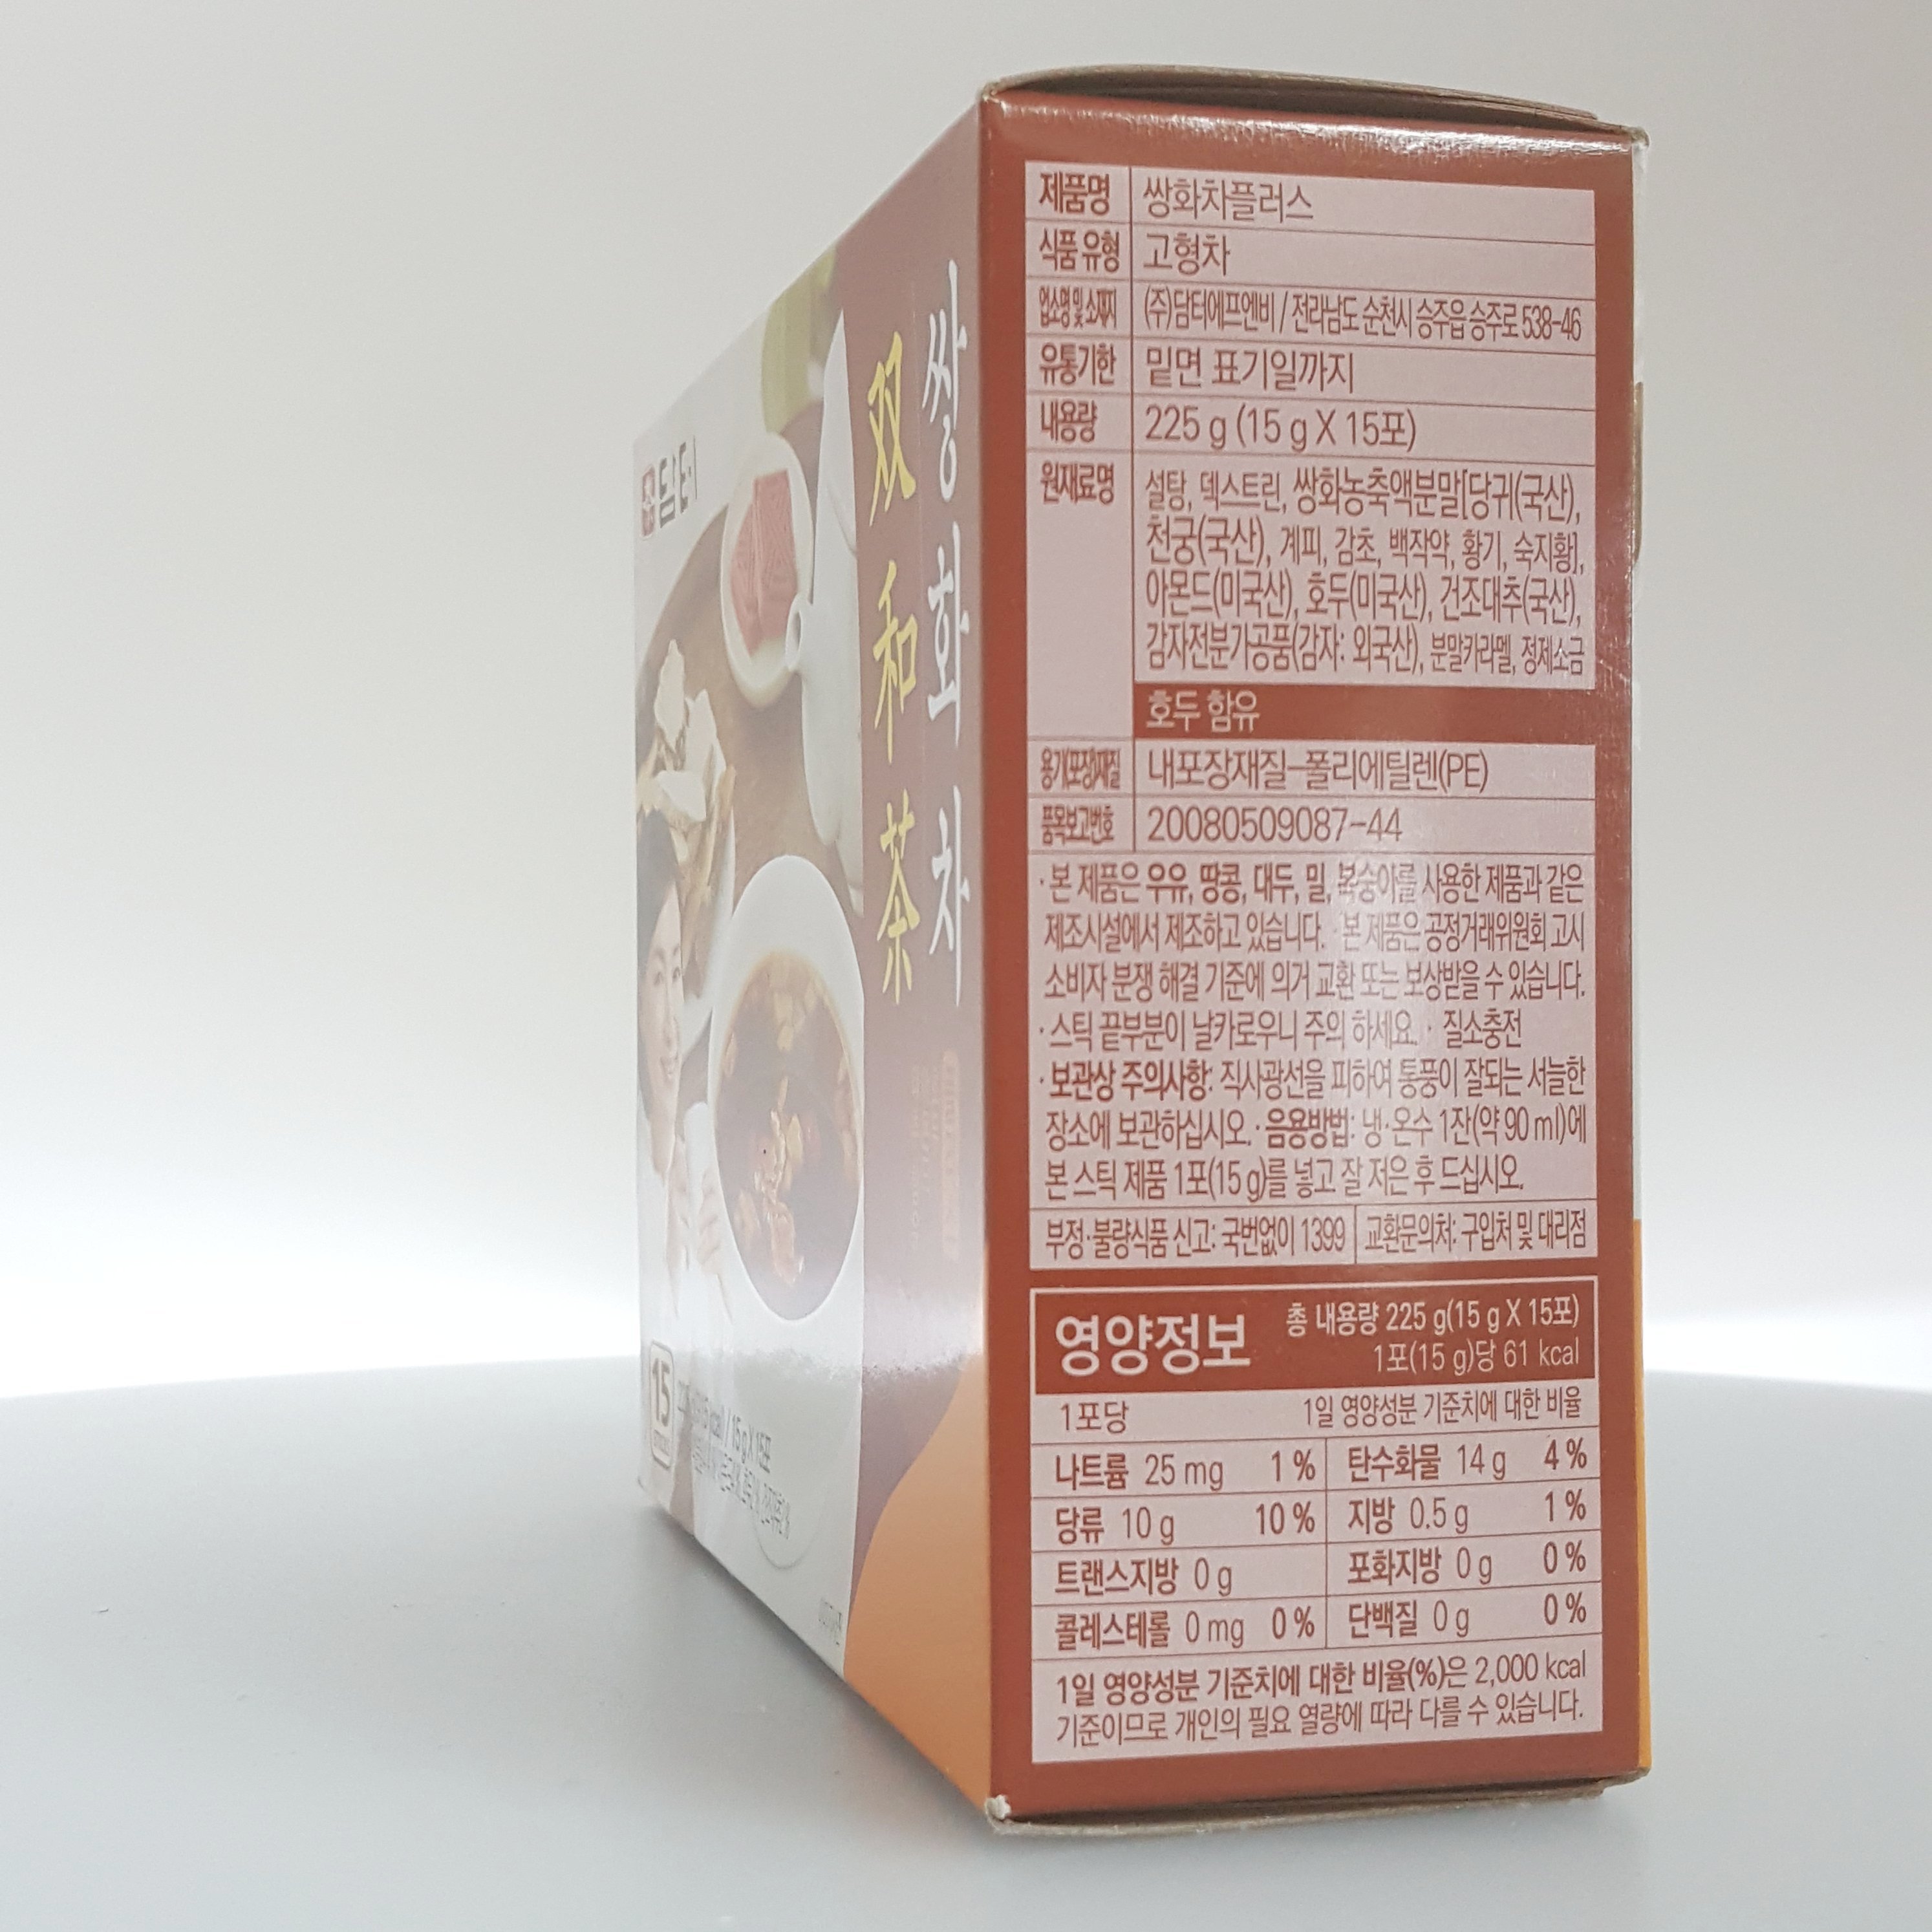 담터
쌍화차
双和茶
15
제품명 쌍화차플러스
식품 유형 고형차
업소명 및 소재지 (주)담터에프엔비 / 전라남도 순천시 승주읍 승주로 538-46
유통기한 밑면 표기일까지
내용량 225 g (15 g X 15포)
원재료명 설탕, 덱스트린, 쌍화농축액분말[당귀(국산),
천궁(국산), 계피, 감초, 백작약, 황기, 숙지황],
아몬드(미국산), 호두(미국산), 건조대추(국산),
감자전분가공품(감자: 외국산), 분말카라멜, 정제소금
호두 함유
용기(포장)재질 내포장재질-폴리에틸렌(PE)
품목보고번호 20080509087-44
· 본 제품은 우유, 땅콩, 대두, 밀, 복숭아를 사용한 제품과 같은
제조시설에서 제조하고 있습니다. · 본 제품은 공정거래위원회 고시
소비자 분쟁 해결 기준에 의거 교환 또는 보상받을 수 있습니다.
· 스틱 끝부분이 날카로우니 주의 하세요. · 질소충전
· 보관상 주의사항: 직사광선을 피하여 통풍이 잘되는 서늘한
장소에 보관하십시오. · 음용방법: 냉·온수 1잔(약 90 ml)에
본 스틱 제품 1포(15 g)를 넣고 잘 저은 후 드십시오.
부정·불량식품 신고: 국번없이 1399 교환문의처: 구입처 및 대리점
영양정보 총 내용량 225 g(15 g X 15포)
1포(15 g)당 61 kcal
1포당 1일 영양성분 기준치에 대한 비율
나트륨 25 mg 1 % 탄수화물 14 g 4 %
당류 10 g 10 % 지방 0.5 g 1 %
트랜스지방 0 g 포화지방 0 g 0 %
콜레스테롤 0 mg 0 % 단백질 0 g 0 %
1일 영양성분 기준치에 대한 비율(%)은 2,000 kcal
기준이므로 개인의 필요 열량에 따라 다를 수 있습니다.